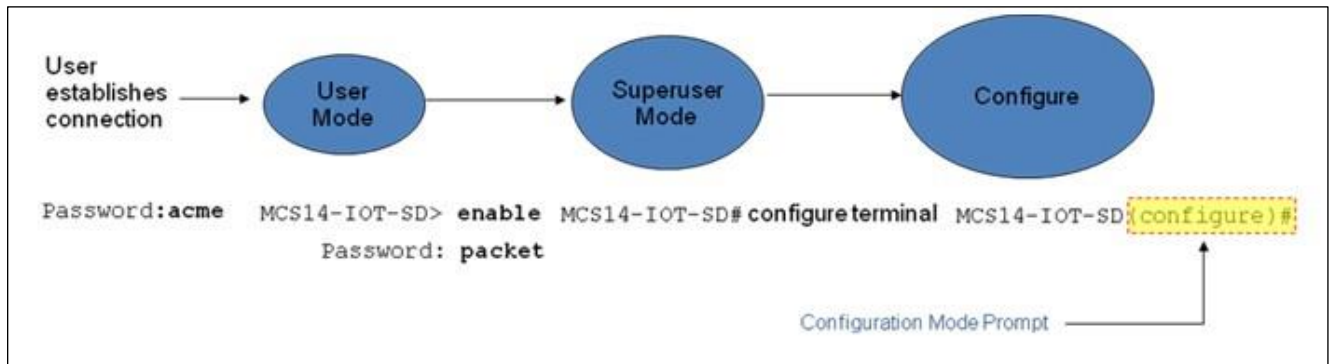 User
establishes
connection
User
Mode
Superuser
Mode
Configure
Password:acme
MCS14-IOT-SD> enable
Password: packet
MCS14-IOT-SD# configure terminal
MCS14-IOT-SD(configure)#
Configuration Mode Prompt